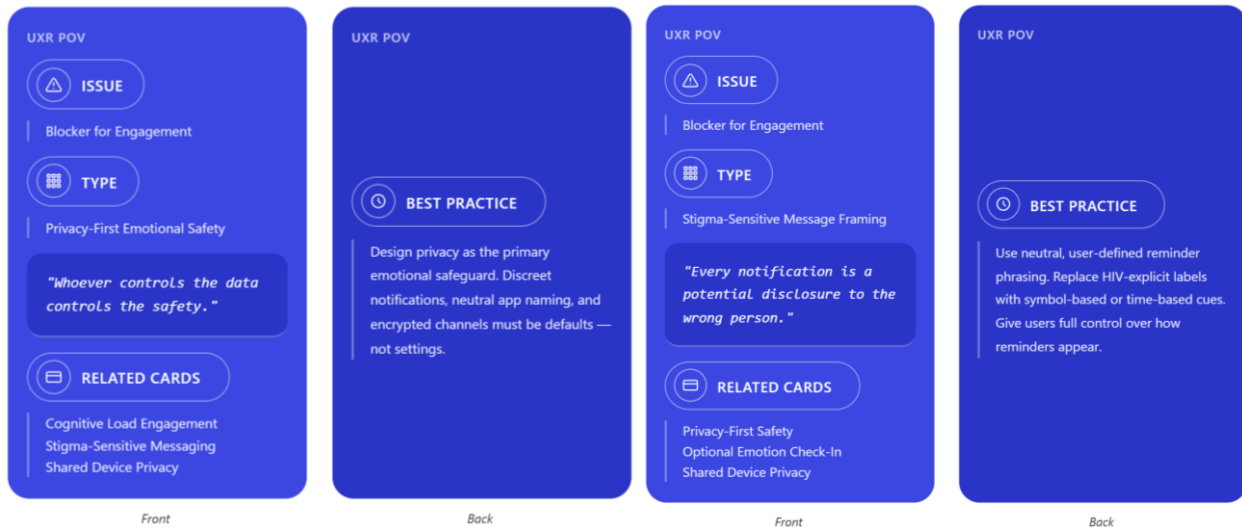 UXR POV
ISSUE
Blocker for Engagement
TYPE
Privacy-First Emotional Safety
"Whoever controls the data
controls the safety."
RELATED CARDS
Cognitive Load Engagement
Stigma-Sensitive Messaging
Shared Device Privacy
Front
UXR POV
BEST PRACTICE
Design privacy as the primary
emotional safeguard. Discreet
notifications, neutral app naming, and
encrypted channels must be defaults —
not settings.
Back
UXR POV
ISSUE
Blocker for Engagement
TYPE
Stigma-Sensitive Message Framing
"Every notification is a
potential disclosure to the
wrong person."
RELATED CARDS
Privacy-First Safety
Optional Emotion Check-In
Shared Device Privacy
Front
UXR POV
BEST PRACTICE
Use neutral, user-defined reminder
phrasing. Replace HIV-explicit labels
with symbol-based or time-based cues.
Give users full control over how
reminders appear.
Back